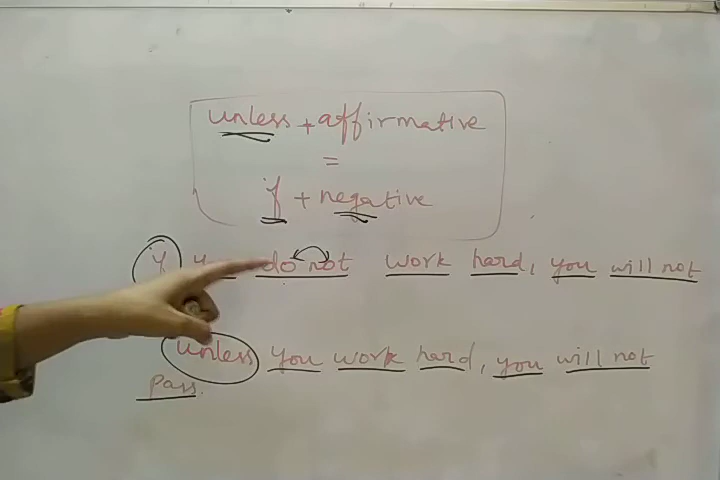 unless + affirmative
=
if + negative
if do not work hard, you will not
unless you work hard, you will not
pass.